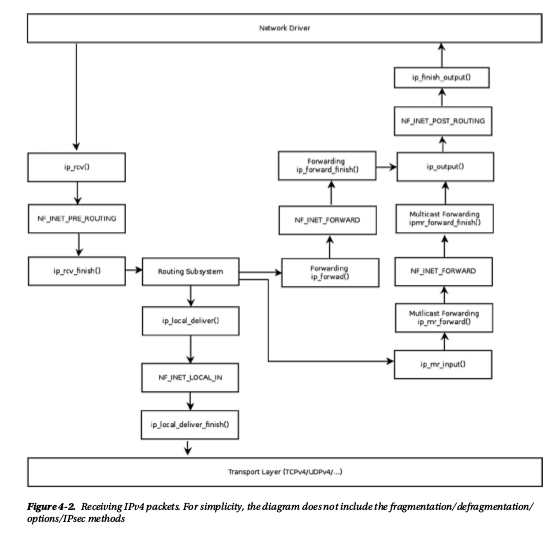 Network Driver
ip_finish_output()
NF_INET_POST_ROUTING
ip_rcv()
Forwarding
ip_forward_finish()
ip_output()
NF_INET_PRE_ROUTING
NF_INET_FORWARD
Multicast Forwarding
ipmr_forward_finish()
ip_rcv_finish()
Routing Subsystem
Forwarding
ip_forwad()
NF_INET_FORWARD
ip_local_deliver()
Mutlicast Forwarding
ip_mr_forward()
NF_INET_LOCAL_IN
ip_mr_input()
ip_local_deliver_finish()
Transport Layer (TCPv4/UDPv4/...)
Figure 4-2. Receiving IPv4 packets. For simplicity, the diagram does not include the fragmentation/defragmentation/
options/IPsec methods